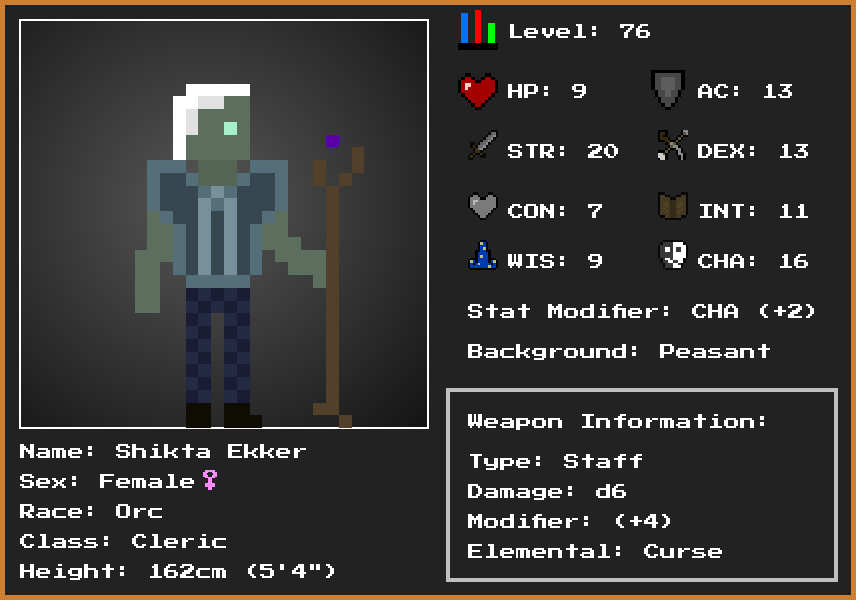 Level: 76
HP: 9
AC: 13
STR: 20
DEX: 13
CON: 7
INT: 11
WIS: 9
CHA: 16
Stat Modifier: CHA (+2)
Background: Peasant
Weapon Information:
Type: Staff
Damage: d6
Modifier: (+4)
Elemental: Curse
Name: Shikta Ekker
Sex: Female♀
Race: Orc
Class: Cleric
Height: 162cm (5'4")